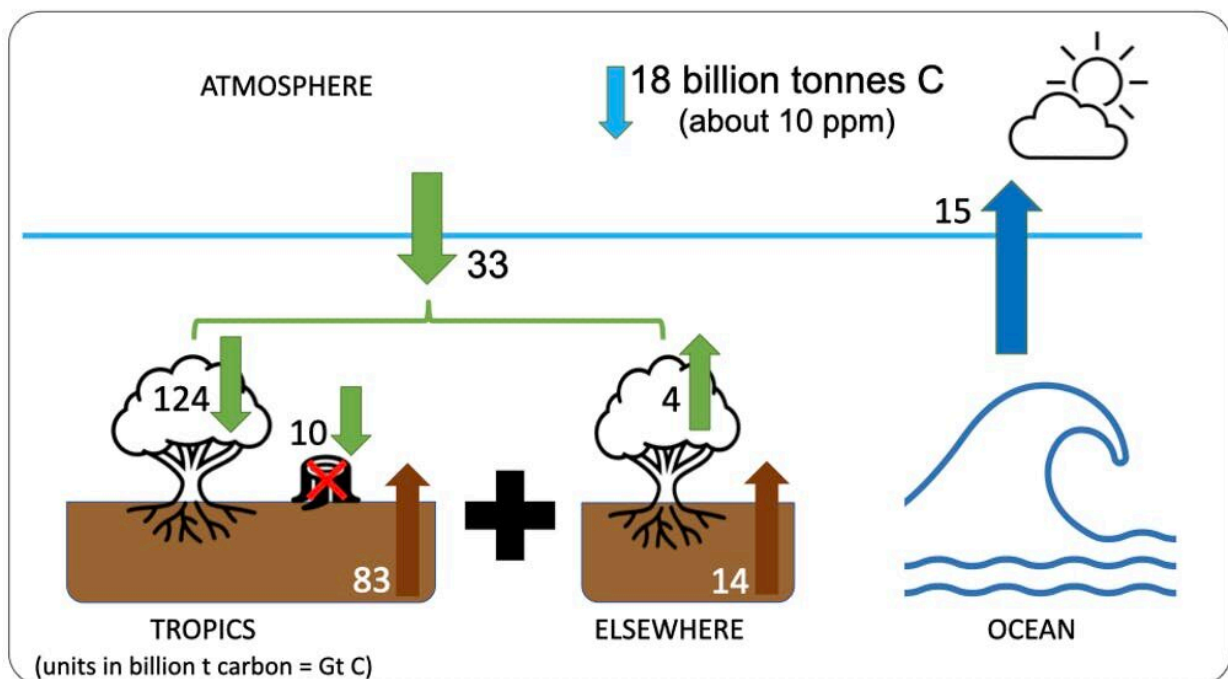 ATMOSPHERE
18 billion tonnes C
(about 10 ppm)
15
33
124
10
4
83
14
TROPICS
ELSEWHERE
OCEAN
(units in billion t carbon = Gt C)